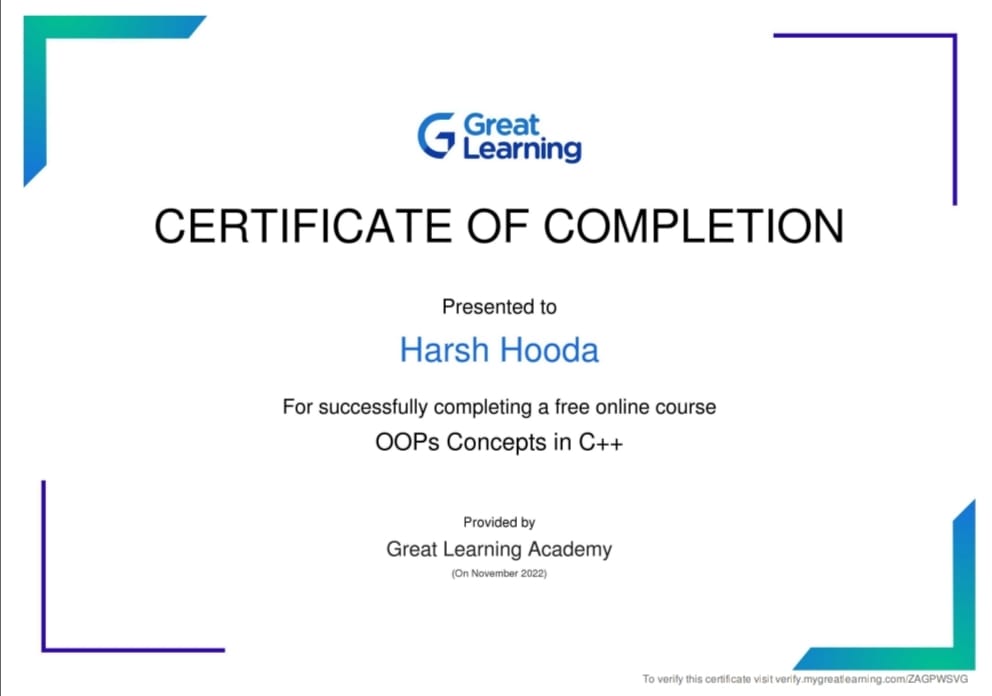 Great
Learning
CERTIFICATE OF COMPLETION
Presented to
Harsh Hooda
For successfully completing a free online course
OOPs Concepts in C++
Provided by
Great Learning Academy
(On November 2022)
To verify this certificate visit verify.mygreatlearning.com/ZAGPWSVG